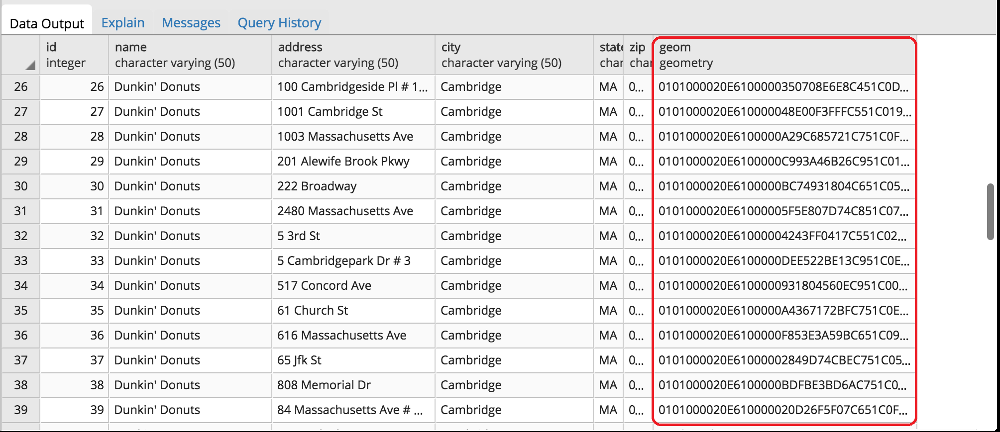 Data Output Explain Messages Query History
id name address city state zip geom
integer character varying (50) character varying (50) character varying (50) char char geometry
26 26 Dunkin' Donuts 100 Cambridgeside Pl # 1... Cambridge MA 0... 0101000020E6100000350708E6E8C451C0D...
27 27 Dunkin' Donuts 1001 Cambridge St Cambridge MA 0... 0101000020E610000048E00F3FFFC551C019...
28 28 Dunkin' Donuts 1003 Massachusetts Ave Cambridge MA 0... 0101000020E6100000A29C685721C751C0F...
29 29 Dunkin' Donuts 201 Alewife Brook Pkwy Cambridge MA 0... 0101000020E6100000C993A46B26C951C01...
30 30 Dunkin' Donuts 222 Broadway Cambridge MA 0... 0101000020E6100000BC74931804C651C05...
31 31 Dunkin' Donuts 2480 Massachusetts Ave Cambridge MA 0... 0101000020E61000005F5E807D74C851C07...
32 32 Dunkin' Donuts 5 3rd St Cambridge MA 0... 0101000020E61000004243FF0417C551C02...
33 33 Dunkin' Donuts 5 Cambridgepark Dr # 3 Cambridge MA 0... 0101000020E6100000DEE522BE13C951C0E...
34 34 Dunkin' Donuts 517 Concord Ave Cambridge MA 0... 0101000020E6100000931804560EC951C00...
35 35 Dunkin' Donuts 61 Church St Cambridge MA 0... 0101000020E6100000A4367172BFC751C0E...
36 36 Dunkin' Donuts 616 Massachusetts Ave Cambridge MA 0... 0101000020E6100000F853E3A59BC651C09...
37 37 Dunkin' Donuts 65 Jfk St Cambridge MA 0... 0101000020E61000002849D74CBEC751C05...
38 38 Dunkin' Donuts 808 Memorial Dr Cambridge MA 0... 0101000020E6100000BDFBE3BD6AC751C0...
39 39 Dunkin' Donuts 84 Massachusetts Ave # ... Cambridge MA 0... 0101000020E610000020D26F5F07C651C0F...